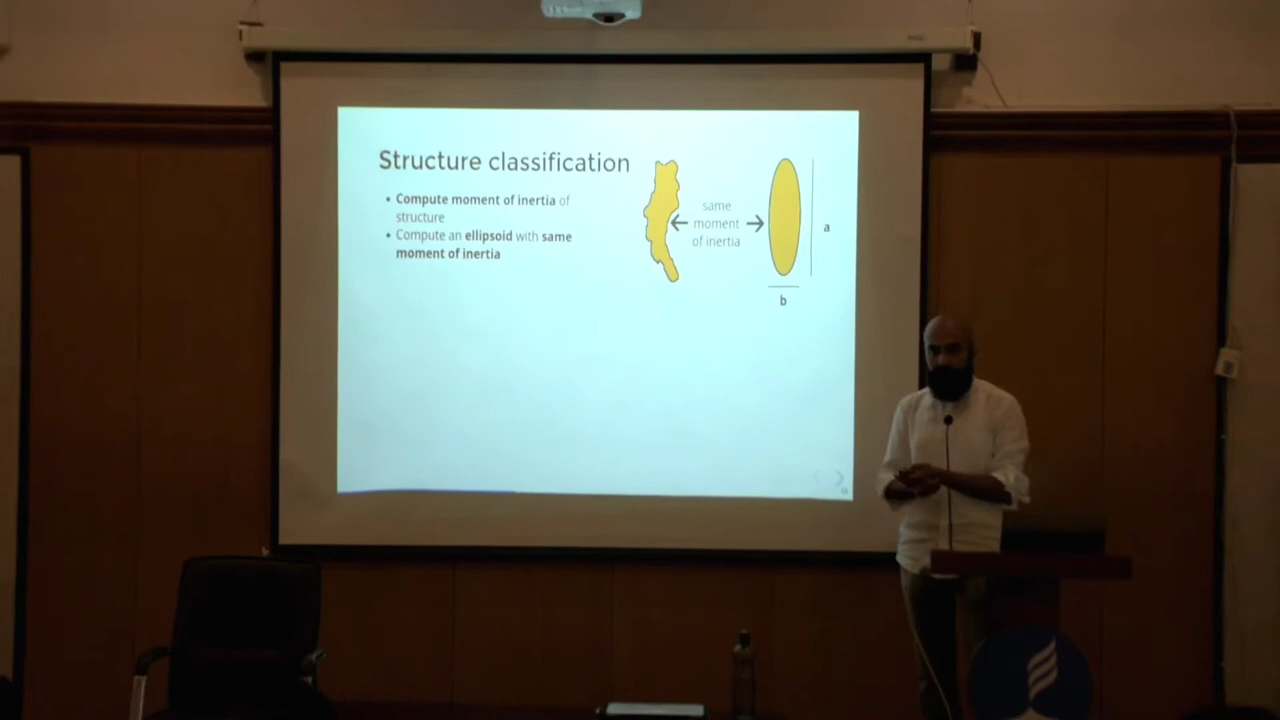 Structure classification
• Compute moment of inertia of
structure
• Compute an ellipsoid with same
moment of inertia
same
moment
of inertia
a
b